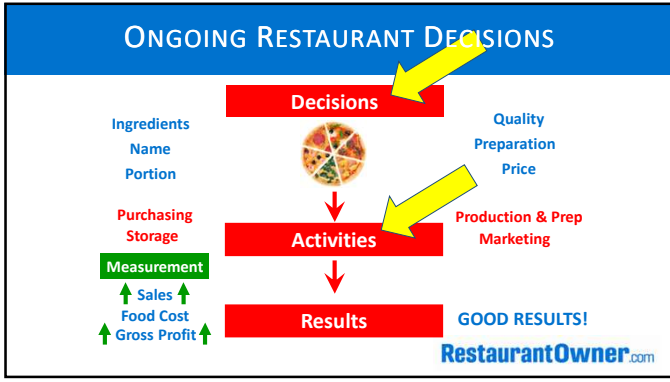 ONGOING RESTAURANT DECISIONS
Decisions
Ingredients
Name
Portion
Quality
Preparation
Price
Purchasing
Storage
Activities
Production & Prep
Marketing
Measurement
Sales
Food Cost
Gross Profit
Results
GOOD RESULTS!
RestaurantOwner.com